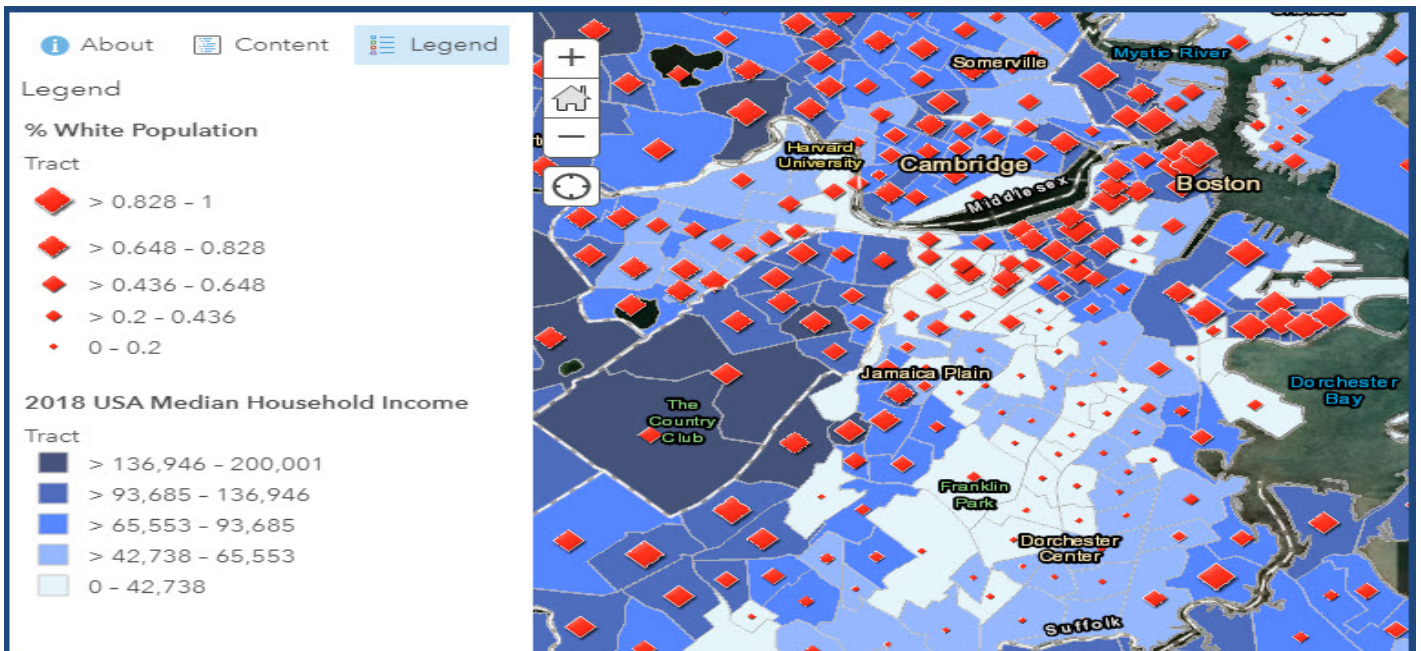 About Content Legend
Legend
% White Population
Tract
> 0.828 - 1
> 0.648 - 0.828
> 0.436 - 0.648
> 0.2 - 0.436
0 - 0.2
2018 USA Median Household Income
Tract
> 136,946 - 200,001
> 93,685 - 136,946
> 65,553 - 93,685
> 42,738 - 65,553
0 - 42,738
+
−
Mystic River
Somerville
Harvard
University
Cambridge
Middlesex
Boston
Jamaica Plain
Dorchester
Bay
The
Country
Club
Franklin
Park
Dorchester
Center
Suffolk